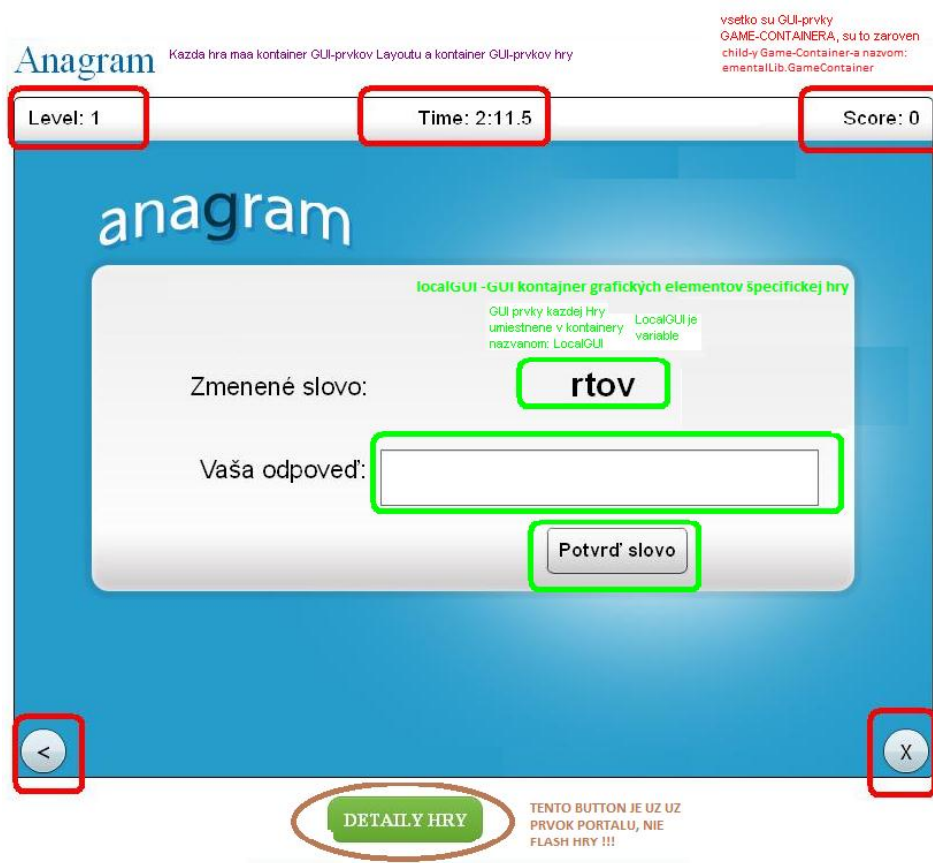 vsetko su GUI-prvky
GAME-CONTAINERA, su to zaroven
child-y Game-Container-a nazvom:
ementalLib.GameContainer
Anagram
Kazda hra maa kontainer GUI-prvkov Layoutu a kontainer GUI-prvkov hry
Level: 1
Time: 2:11.5
Score: 0
anagram
localGUI -GUI kontajner grafických elementov špecifickej hry
GUI prvky kazdej Hry
umiestnene v kontainery
nazvanom: LocalGUI
LocalGUI je
variable
Zmenené slovo:
rtov
Vaša odpoveď:
Potvrď slovo
<
X
DETAILY HRY
TENTO BUTTON JE UZ UZ
PRVOK PORTALU, NIE
FLASH HRY !!!